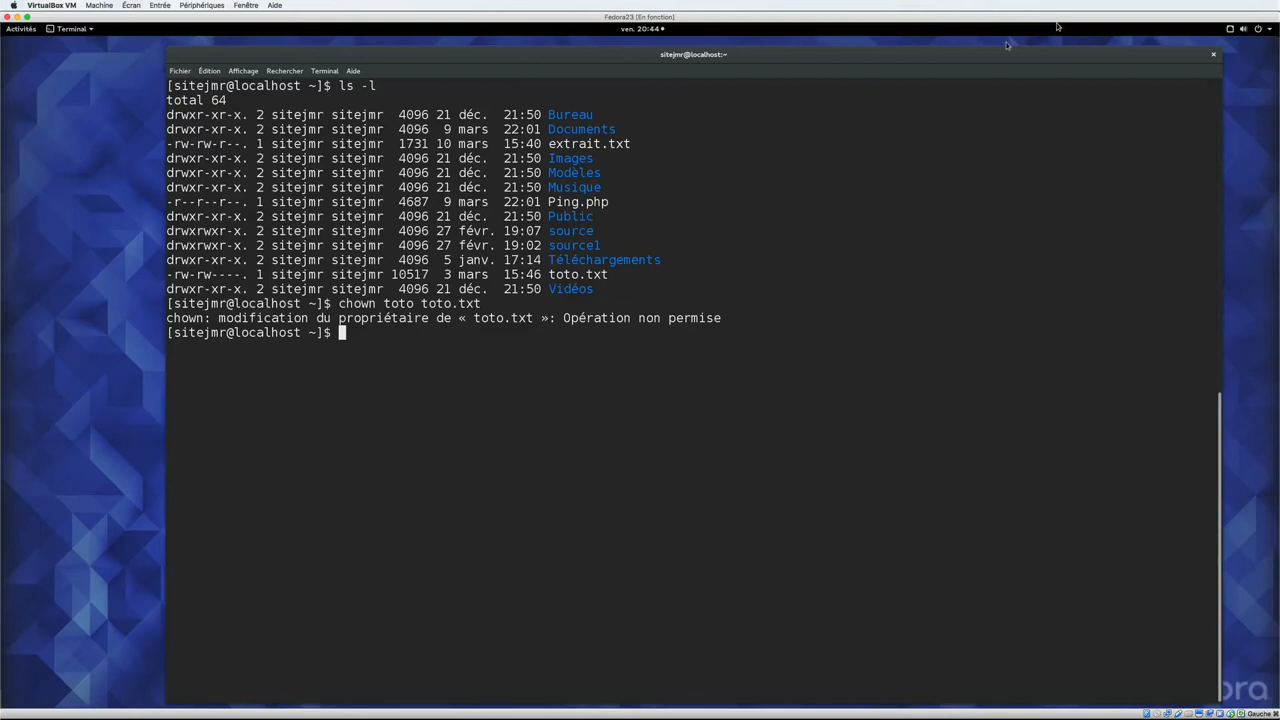 VirtualBox VM Machine Écran Entrée Périphériques Fenêtre Aide
Fedora23 [En fonction]
Activités Terminal ven. 20:44
sitejmr@localhost:~
Fichier Édition Affichage Rechercher Terminal Aide
[sitejmr@localhost ~]$ ls -l
total 64
drwxr-xr-x. 2 sitejmr sitejmr 4096 21 déc. 21:50 Bureau
drwxr-xr-x. 2 sitejmr sitejmr 4096 9 mars 22:01 Documents
-rw-rw-r--. 1 sitejmr sitejmr 1731 10 mars 15:40 extrait.txt
drwxr-xr-x. 2 sitejmr sitejmr 4096 21 déc. 21:50 Images
drwxr-xr-x. 2 sitejmr sitejmr 4096 21 déc. 21:50 Modèles
drwxr-xr-x. 2 sitejmr sitejmr 4096 21 déc. 21:50 Musique
-r--r--r--. 1 sitejmr sitejmr 4687 9 mars 22:01 Ping.php
drwxr-xr-x. 2 sitejmr sitejmr 4096 21 déc. 21:50 Public
drwxrwxr-x. 2 sitejmr sitejmr 4096 27 févr. 19:07 source
drwxrwxr-x. 2 sitejmr sitejmr 4096 27 févr. 19:02 source1
drwxr-xr-x. 2 sitejmr sitejmr 4096 5 janv. 17:14 Téléchargements
-rw-rw----. 1 sitejmr sitejmr 10517 3 mars 15:46 toto.txt
drwxr-xr-x. 2 sitejmr sitejmr 4096 21 déc. 21:50 Vidéos
[sitejmr@localhost ~]$ chown toto toto.txt
chown: modification du propriétaire de « toto.txt »: Opération non permise
[sitejmr@localhost ~]$
ora
Gauche ⌘